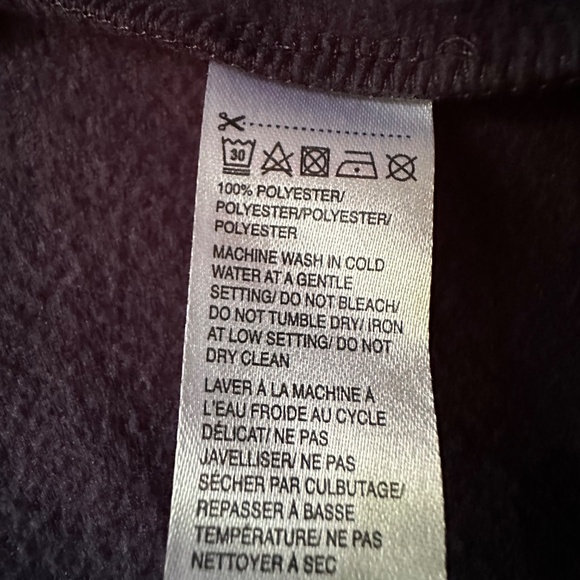 30
100% POLYESTER/
POLYESTER/POLYESTER/
POLYESTER
MACHINE WASH IN COLD
WATER AT A GENTLE
SETTING/ DO NOT BLEACH/
DO NOT TUMBLE DRY/ IRON
AT LOW SETTING/ DO NOT
DRY CLEAN
LAVER À LA MACHINE À
L'EAU FROIDE AU CYCLE
DÉLICAT/ NE PAS
JAVELLISER/ NE PAS
SÉCHER PAR CULBUTAGE/
REPASSER À BASSE
TEMPÉRATURE/ NE PAS
NETTOYER À SEC